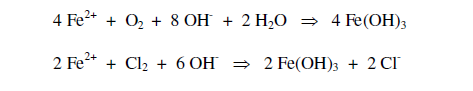 4 Fe²⁺ + O₂ + 8 OH⁻ + 2 H₂O ⇒ 4 Fe(OH)₃
2 Fe²⁺ + Cl₂ + 6 OH⁻ ⇒ 2 Fe(OH)₃ + 2 Cl⁻